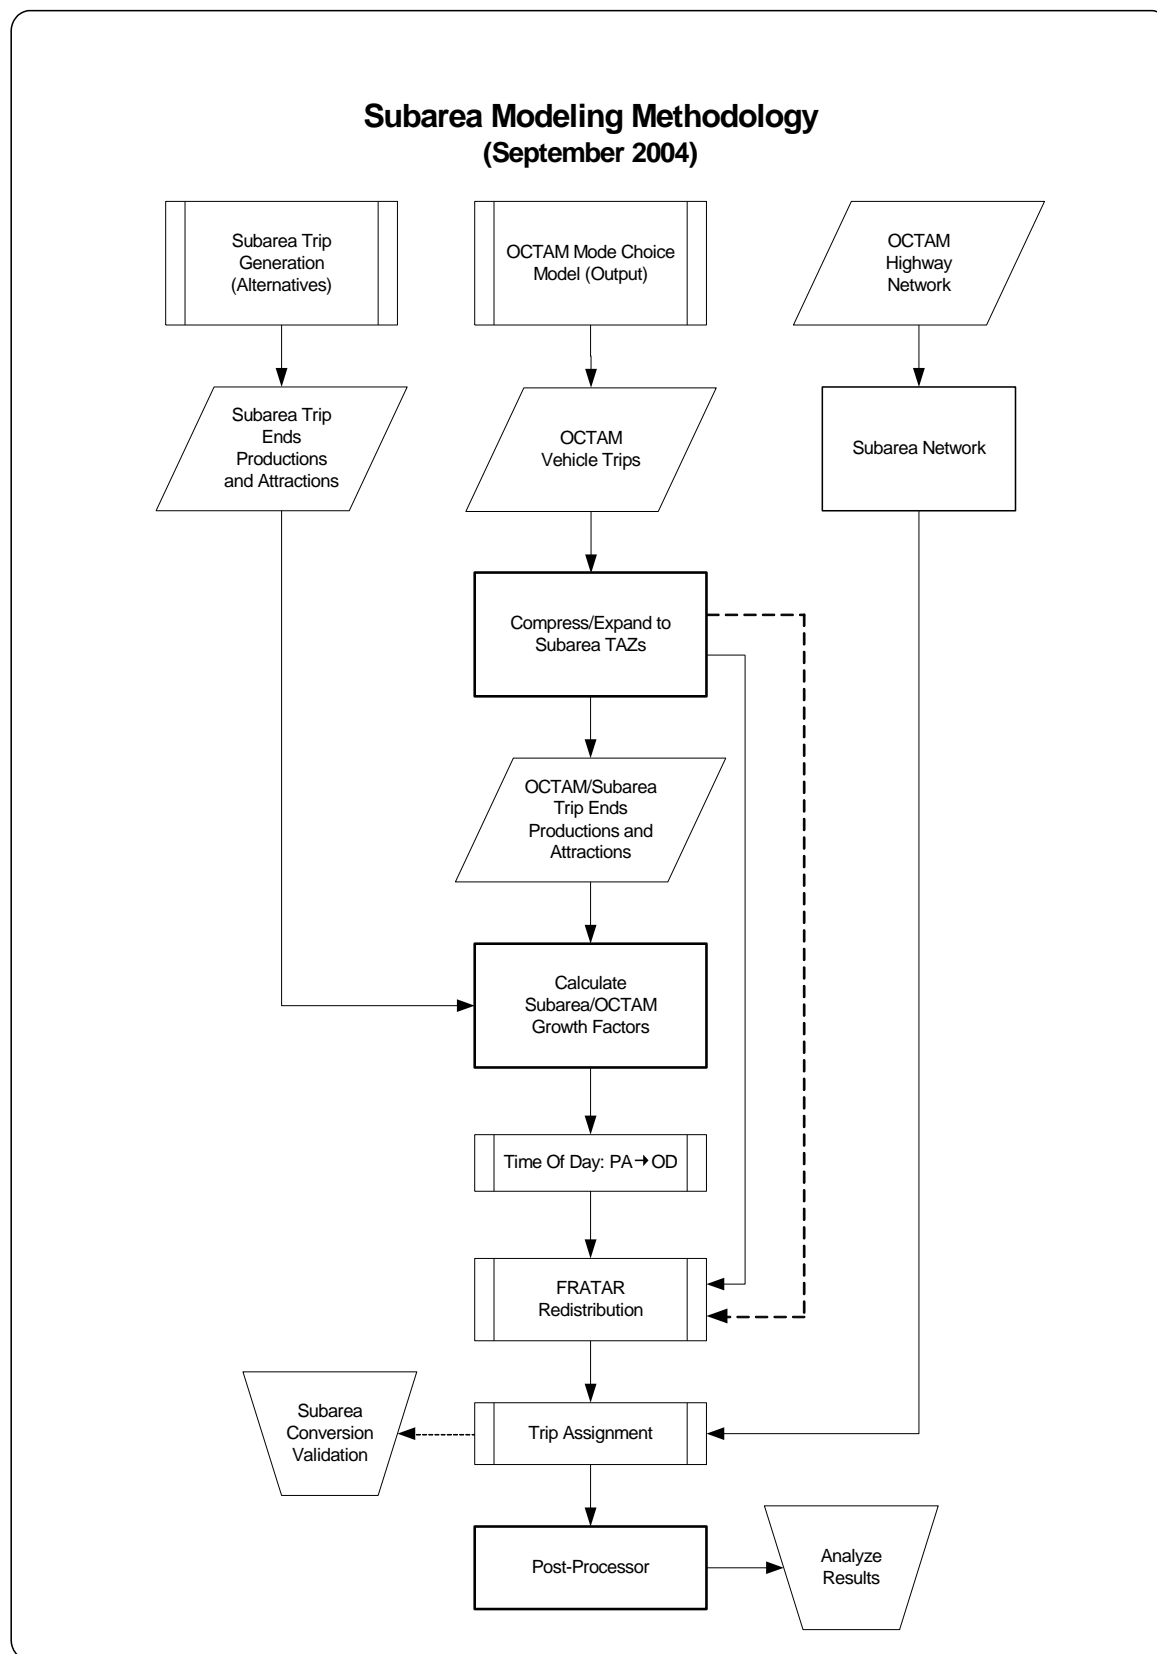 Subarea Modeling Methodology
(September 2004)
Subarea Trip
Generation
(Alternatives)
OCTAM Mode Choice
Model (Output)
OCTAM
Highway
Network
Subarea Trip
Ends
Productions
and Attractions
OCTAM
Vehicle Trips
Subarea Network
Compress/Expand to
Subarea TAZs
OCTAM/Subarea
Trip Ends
Productions and
Attractions
Calculate
Subarea/OCTAM
Growth Factors
Time Of Day: PA→OD
FRATAR
Redistribution
Subarea
Conversion
Validation
Trip Assignment
Post-Processor
Analyze
Results